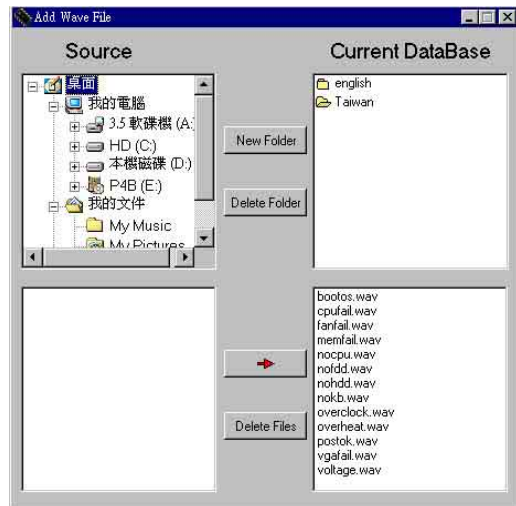 Add Wave File
Source
Current DataBase
桌面
我的電腦
3.5 軟碟機 (A:
HD (C:)
本機磁碟 (D:)
P4B (E:)
我的文件
My Music
My Pictures
New Folder
Delete Folder
english
Taiwan
Delete Files
bootos.wav
cpufail.wav
fanfail.wav
memfail.wav
nocpu.wav
nofdd.wav
nohdd.wav
nokb.wav
overclock.wav
overheat.wav
postok.wav
vgafail.wav
voltage.wav